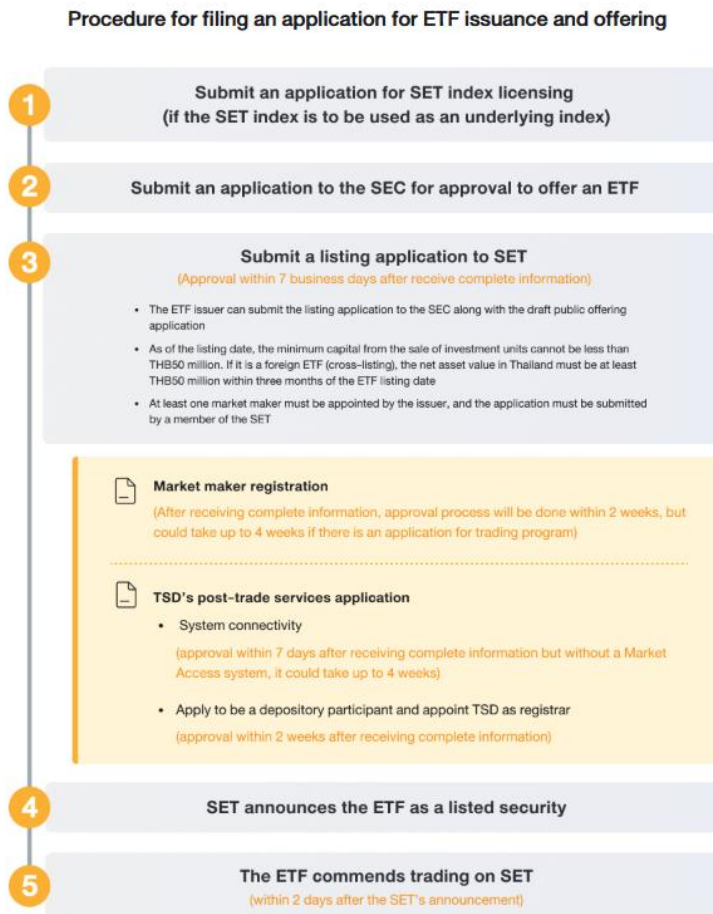 Procedure for filing an application for ETF issuance and offering
1
Submit an application for SET index licensing
(if the SET index is to be used as an underlying index)
2
Submit an application to the SEC for approval to offer an ETF
3
Submit a listing application to SET
(Approval within 7 business days after receive complete information)
• The ETF issuer can submit the listing application to the SEC along with the draft public offering
application
• As of the listing date, the minimum capital from the sale of investment units cannot be less than
THB50 million. If it is a foreign ETF (cross-listing), the net asset value in Thailand must be at least
THB50 million within three months of the ETF listing date
• At least one market maker must be appointed by the issuer, and the application must be submitted
by a member of the SET
Market maker registration
(After receiving complete information, approval process will be done within 2 weeks, but
could take up to 4 weeks if there is an application for trading program)
TSD's post-trade services application
• System connectivity
(approval within 7 days after receiving complete information but without a Market
Access system, it could take up to 4 weeks)
• Apply to be a depository participant and appoint TSD as registrar
(approval within 2 weeks after receiving complete information)
4
SET announces the ETF as a listed security
5
The ETF commends trading on SET
(within 2 days after the SET's announcement)